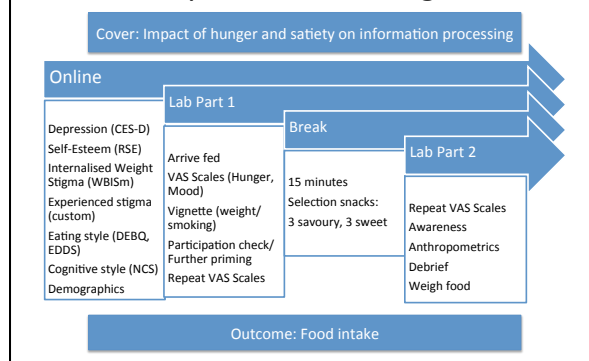 Cover: Impact of hunger and satiety on information processing
Online
Depression (CES-D)
Self-Esteem (RSE)
Internalised Weight
Stigma (WBISm)
Experienced stigma
(custom)
Eating style (DEBQ,
EDDS)
Cognitive style (NCS)
Demographics
Lab Part 1
Arrive fed
VAS Scales (Hunger,
Mood)
Vignette (weight/
smoking)
Participation check/
Further priming
Repeat VAS Scales
Break
15 minutes
Selection snacks:
3 savoury, 3 sweet
Lab Part 2
Repeat VAS Scales
Awareness
Anthropometrics
Debrief
Weigh food
Outcome: Food intake